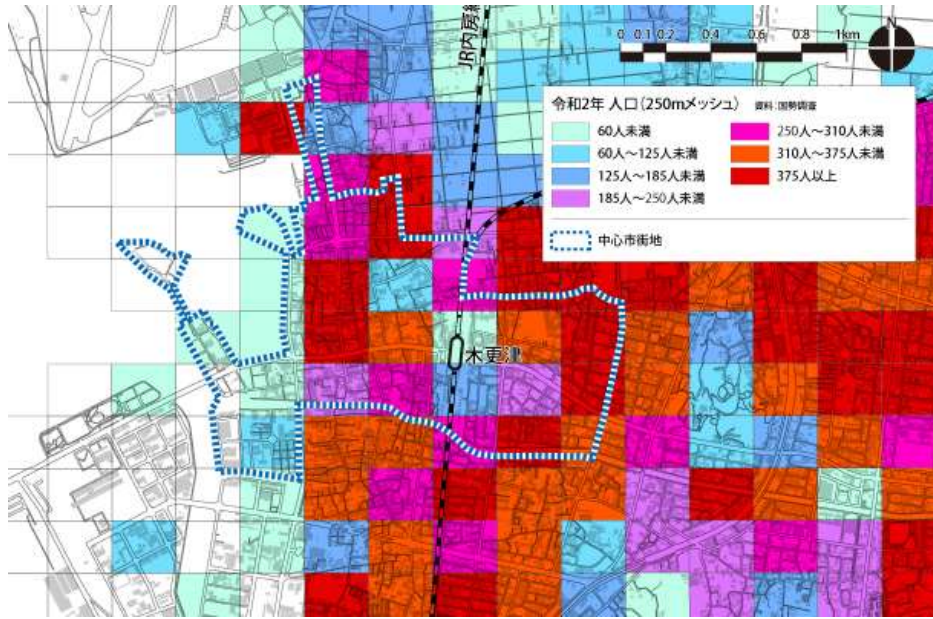 JR内房線
0 0.1 0.2 0.4 0.6 0.8 1km
N
令和2年 人口(250mメッシュ) 資料:国勢調査
60人未満
60人~125人未満
125人~185人未満
185人~250人未満
250人~310人未満
310人~375人未満
375人以上
中心市街地
木更津